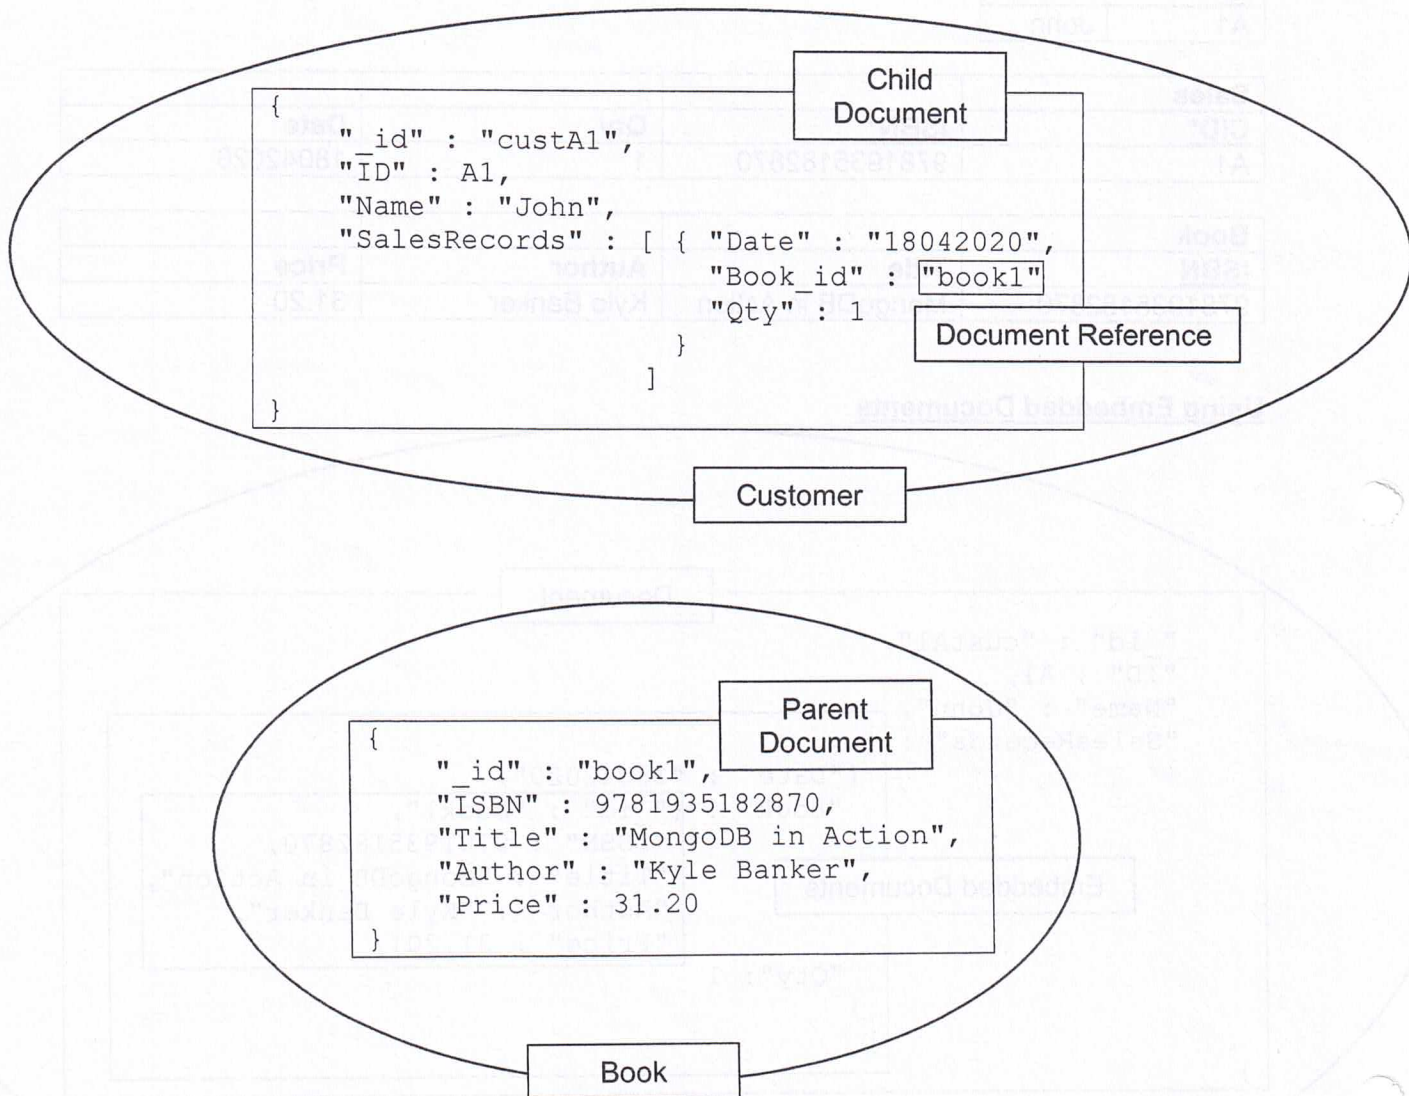 Child
Document
{
"_id" : "custA1",
"ID" : A1,
"Name" : "John",
"SalesRecords" : [ { "Date" : "18042020",
"Book_id" : "book1"
"Qty" : 1
}
Document Reference
]
}
Customer
Parent
Document
{
"_id" : "book1",
"ISBN" : 9781935182870,
"Title" : "MongoDB in Action",
"Author" : "Kyle Banker",
"Price" : 31.20
}
Book